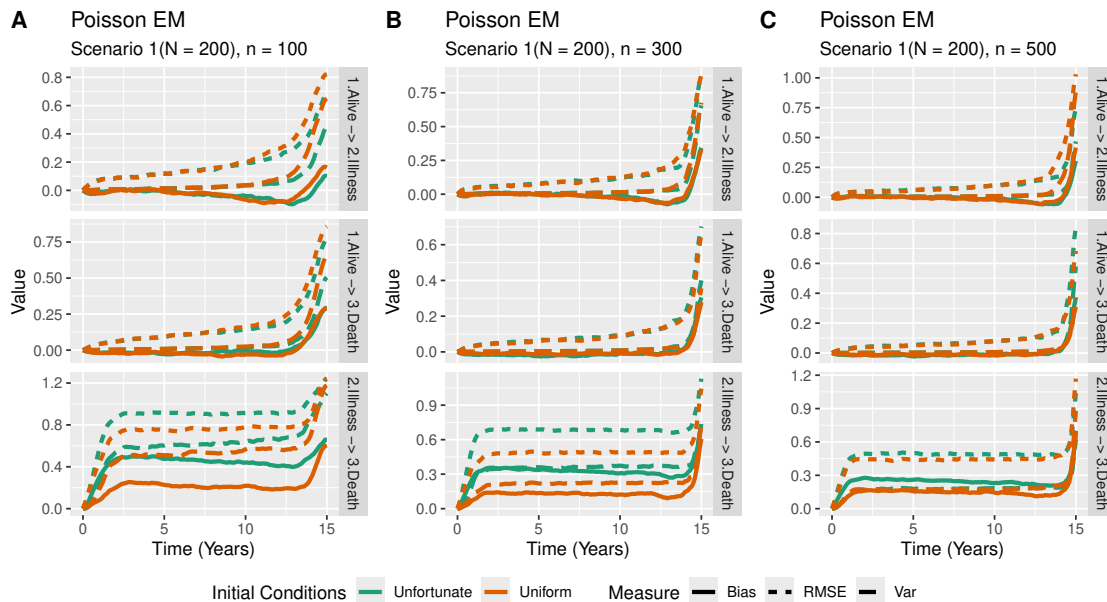 A
Poisson EM
Scenario 1(N = 200), n = 100
0.8
0.6
0.4
0.2
0.0
1.Alive −> 2.Illness
0.75
0.50
0.25
0.00
1.Alive −> 3.Death
1.2
0.8
0.4
0.0
2.Illness −> 3.Death
0
5
10
15
Value
Time (Years)
B
Poisson EM
Scenario 1(N = 200), n = 300
0.75
0.50
0.25
0.00
1.Alive −> 2.Illness
0.6
0.4
0.2
0.0
1.Alive −> 3.Death
0.9
0.6
0.3
0.0
2.Illness −> 3.Death
0
5
10
15
Value
Time (Years)
C
Poisson EM
Scenario 1(N = 200), n = 500
1.00
0.75
0.50
0.25
0.00
1.Alive −> 2.Illness
0.8
0.6
0.4
0.2
0.0
1.Alive −> 3.Death
1.2
0.9
0.6
0.3
0.0
2.Illness −> 3.Death
0
5
10
15
Value
Time (Years)
Initial Conditions Unfortunate Uniform Measure Bias RMSE Var